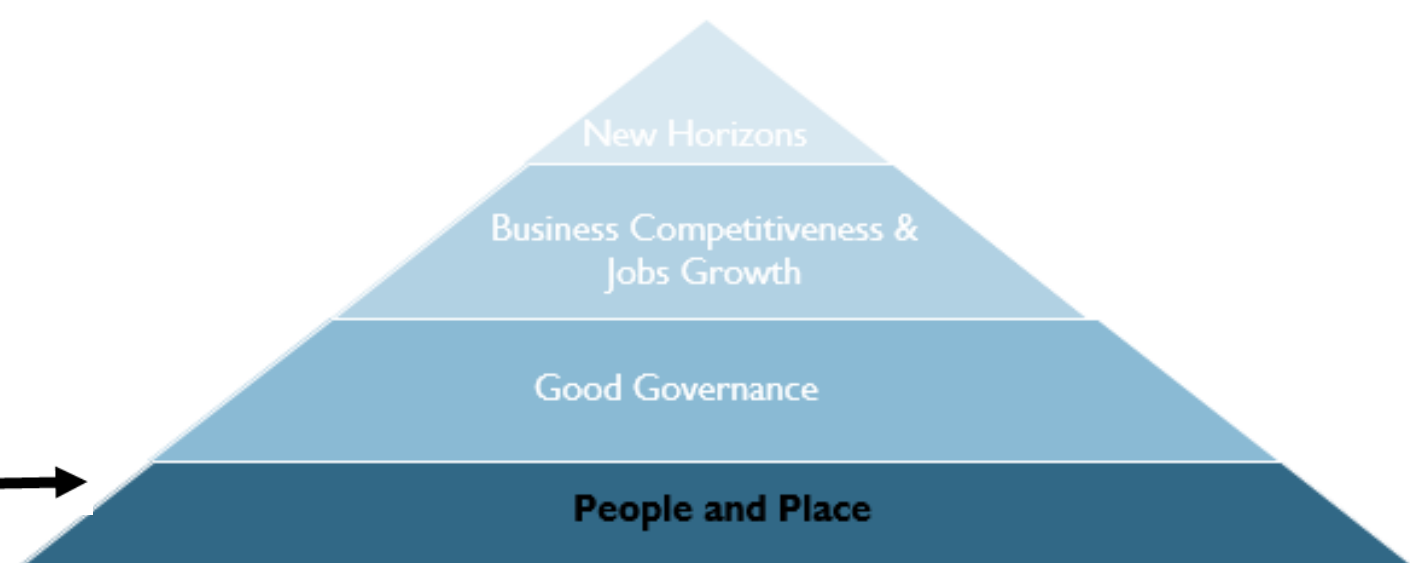 New Horizons
Business Competitiveness &
Jobs Growth
Good Governance
People and Place